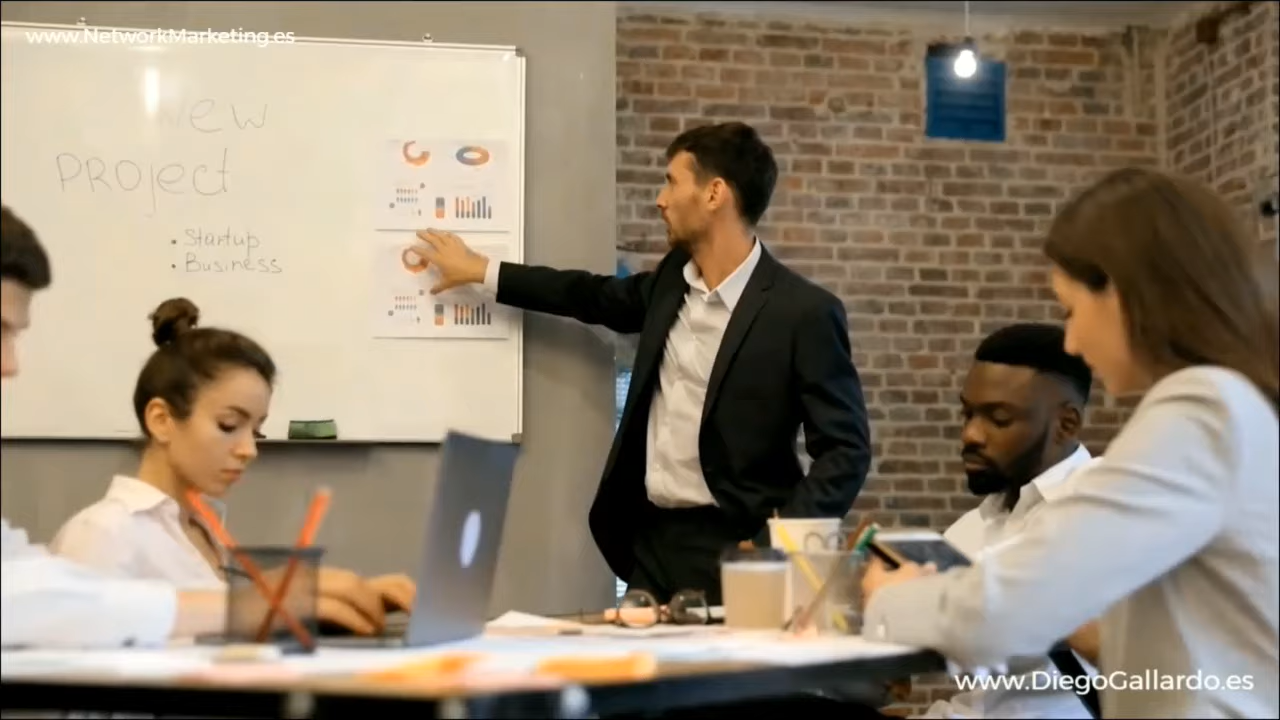 www.NetworkMarketing.es
New
PROject
• Startup
• Business
www.DiegoGallardo.es